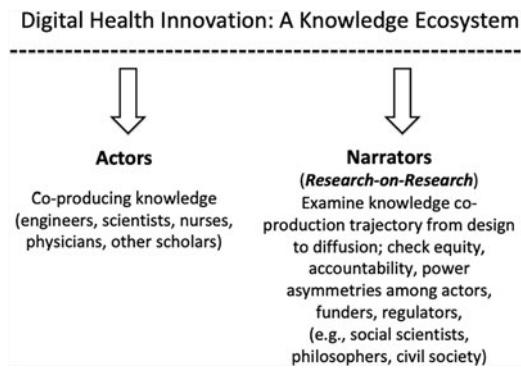 Digital Health Innovation: A Knowledge Ecosystem
Actors
Co-producing knowledge
(engineers, scientists, nurses,
physicians, other scholars)
Narrators
(Research-on-Research)
Examine knowledge co-
production trajectory from design
to diffusion; check equity,
accountability, power
asymmetries among actors,
funders, regulators,
(e.g., social scientists,
philosophers, civil society)